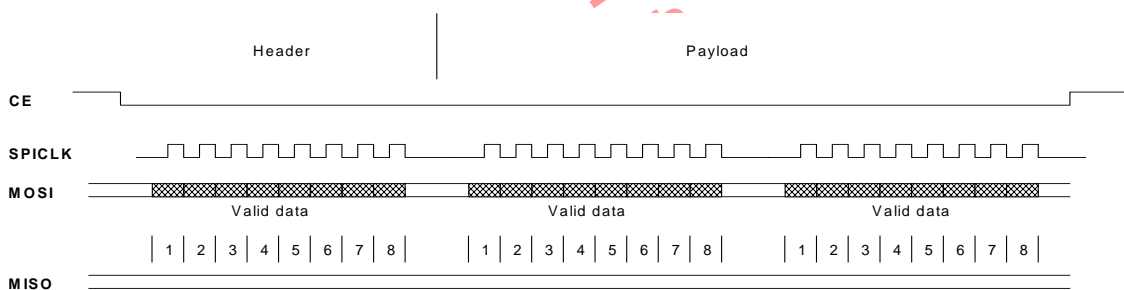 Header Payload
CE
SPICLK
MOSI
Valid data Valid data Valid data
1 2 3 4 5 6 7 8 1 2 3 4 5 6 7 8 1 2 3 4 5 6 7 8
MISO